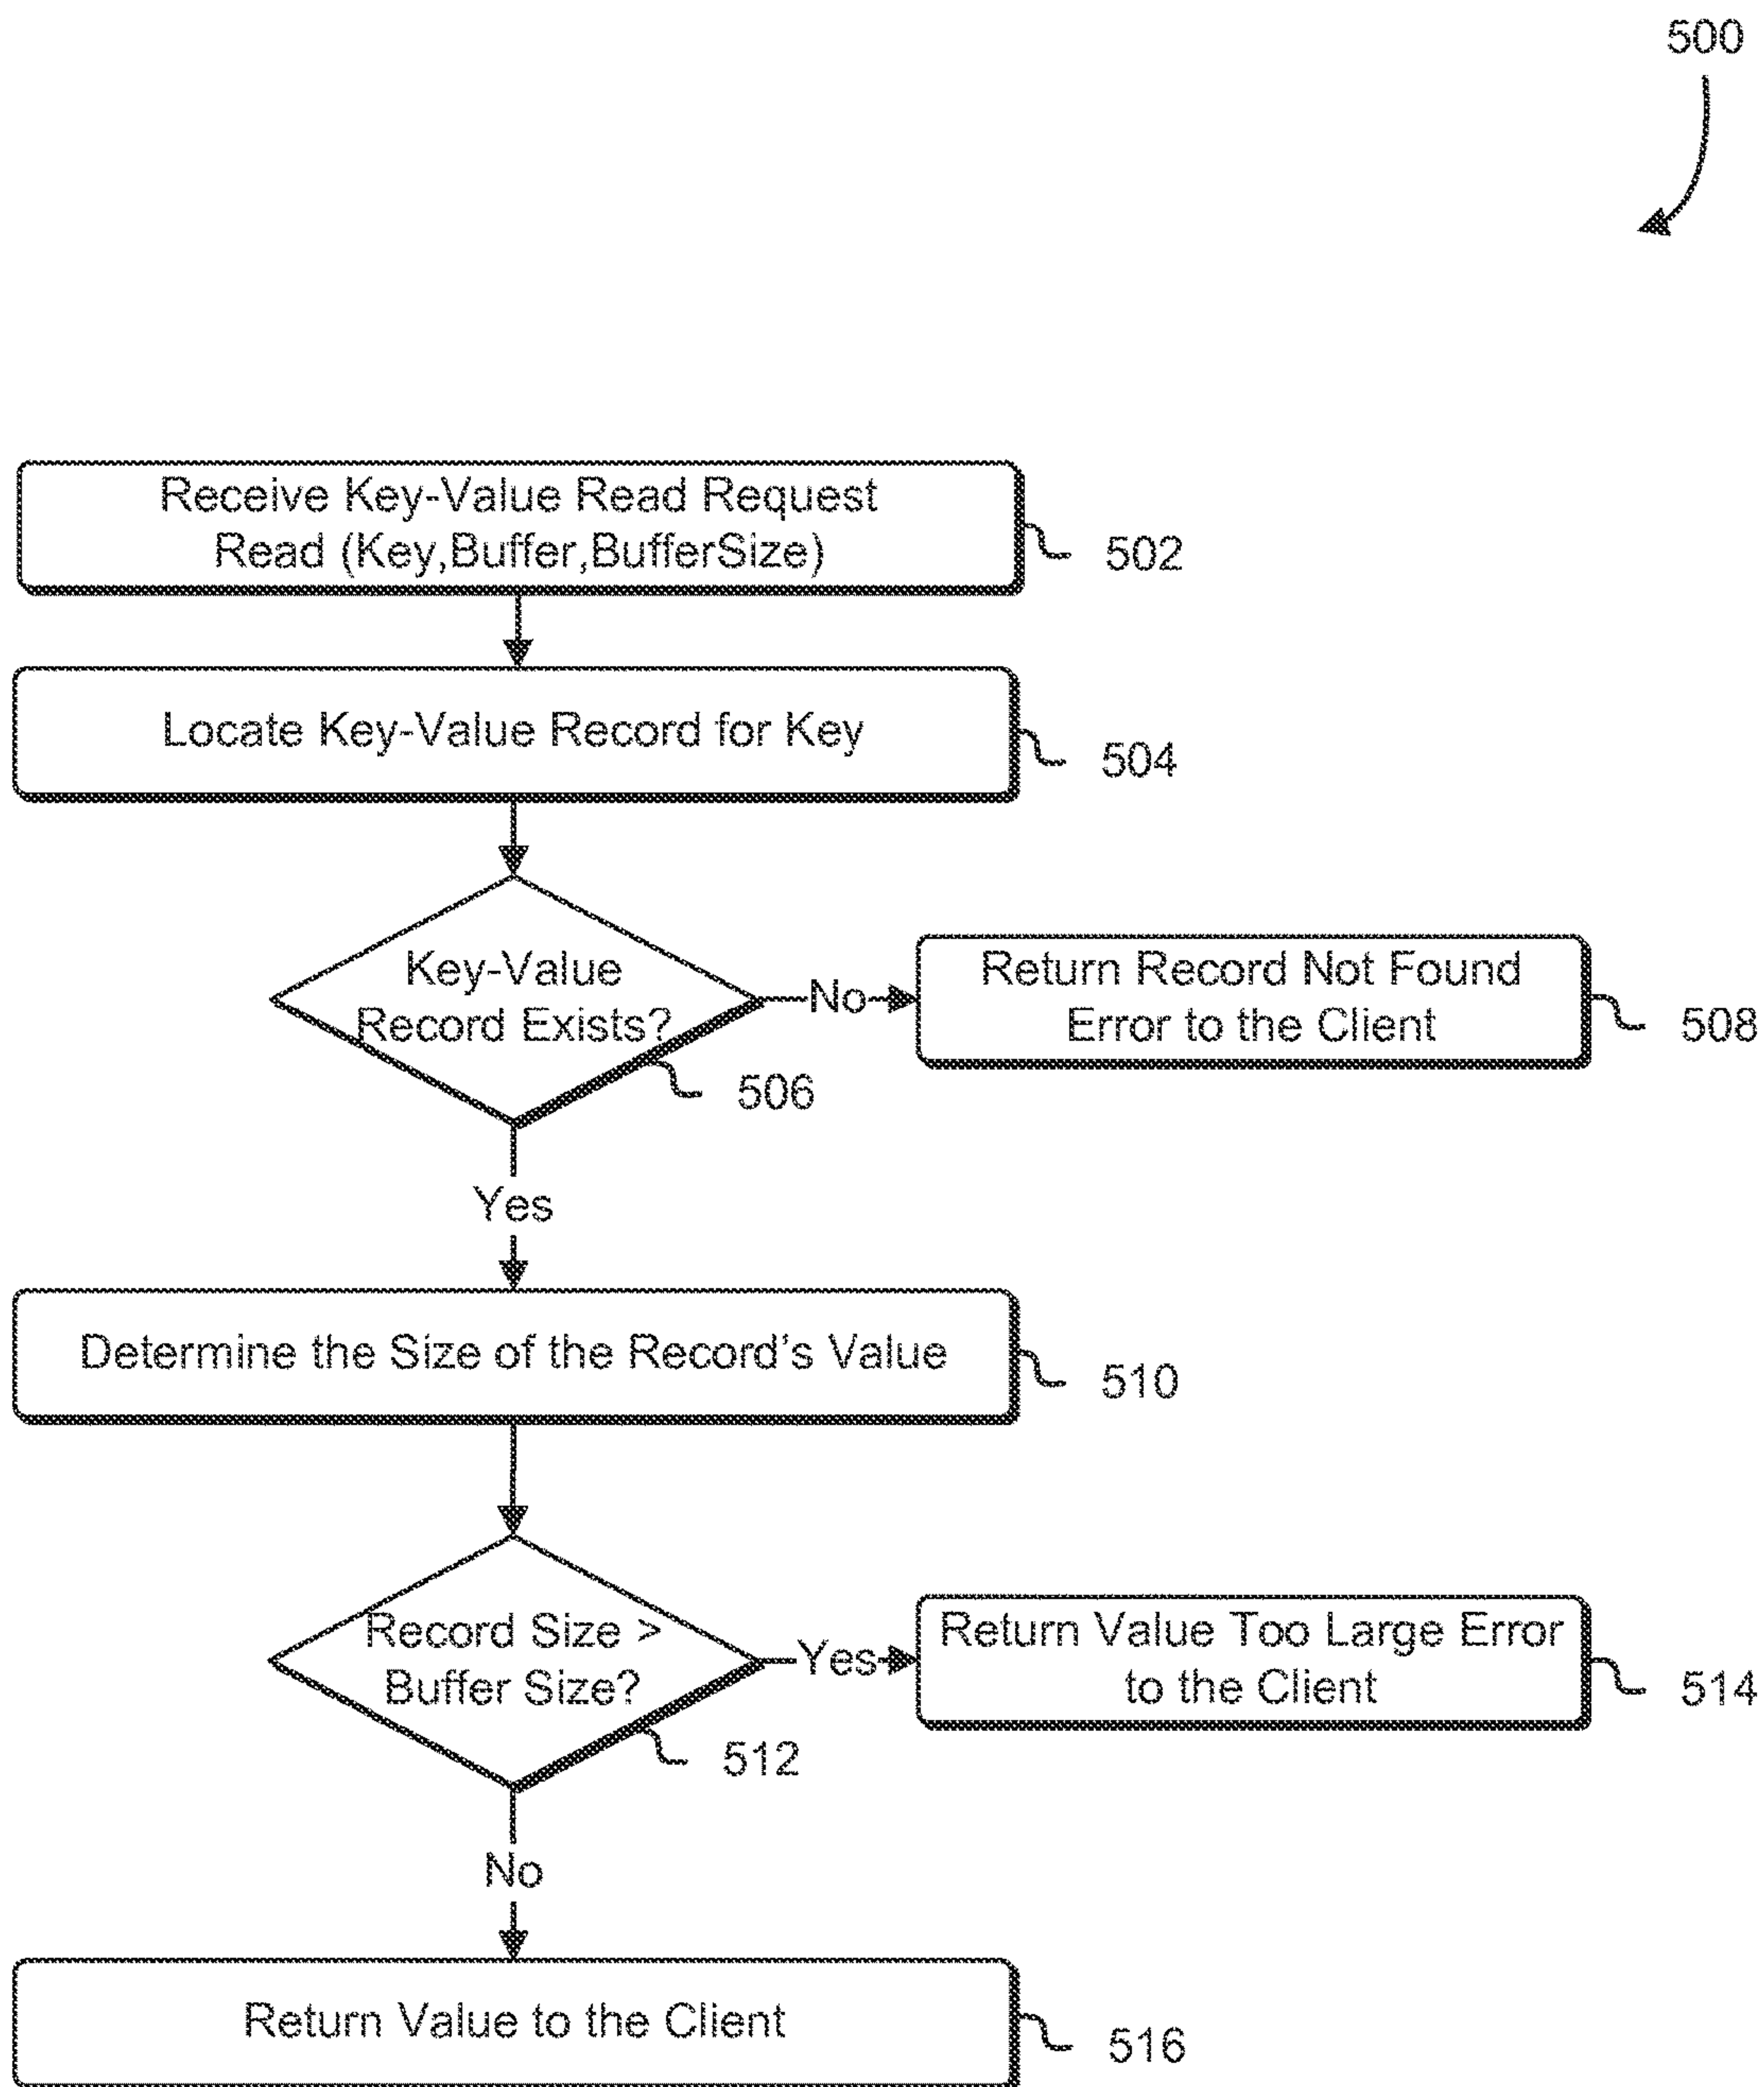 500
Receive Key-Value Read Request
Read (Key,Buffer,BufferSize)
502
Locate Key-Value Record for Key
504
Key-Value
Record Exists?
506
No
Return Record Not Found
Error to the Client
508
Yes
Determine the Size of the Record's Value
510
Record Size >
Buffer Size?
512
Yes
Return Value Too Large Error
to the Client
514
No
Return Value to the Client
516